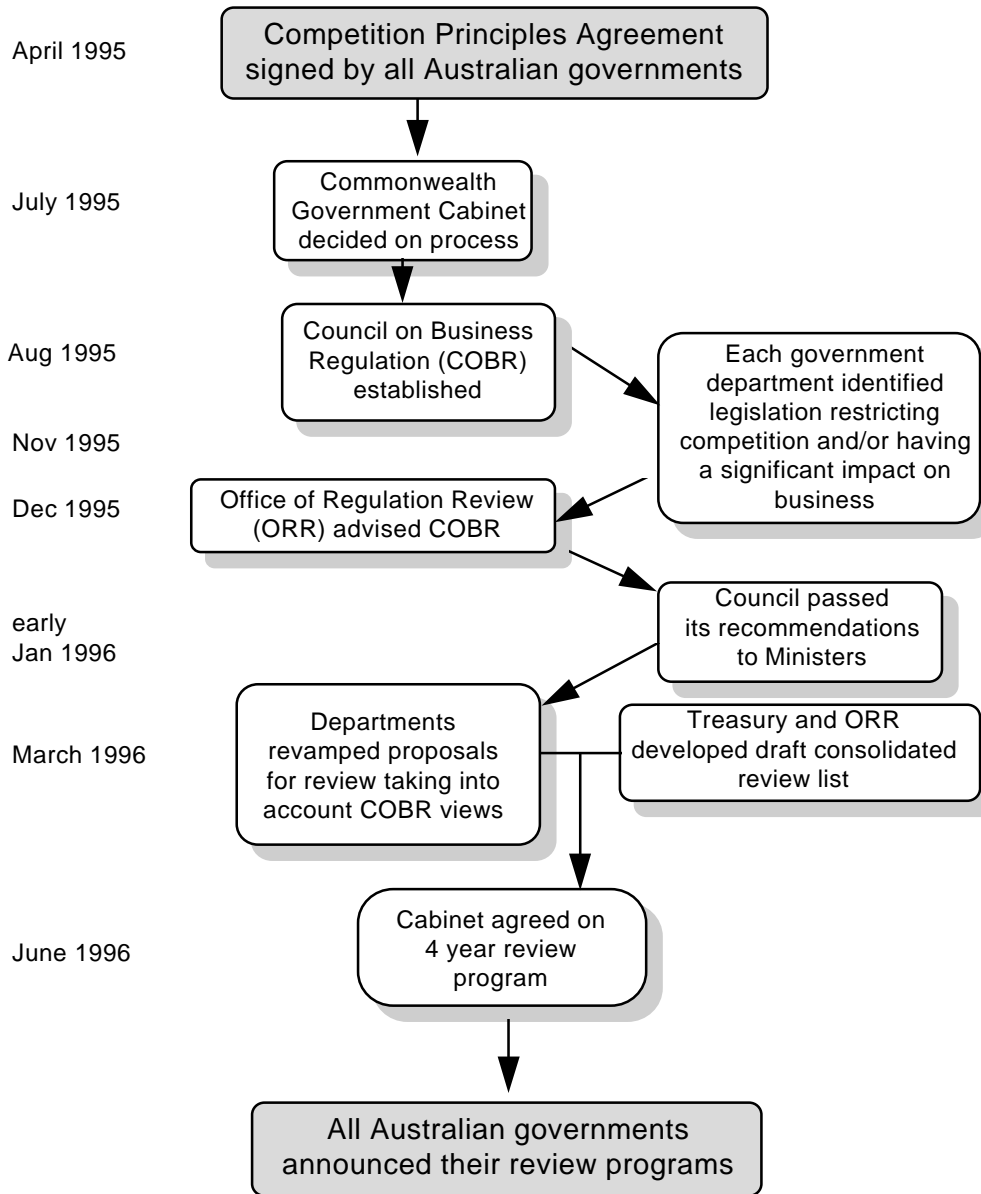 April 1995
Competition Principles Agreement
signed by all Australian governments
July 1995
Commonwealth
Government Cabinet
decided on process
Aug 1995
Council on Business
Regulation (COBR)
established
Each government
department identified
legislation restricting
competition and/or having
a significant impact on
business
Nov 1995
Dec 1995
Office of Regulation Review
(ORR) advised COBR
early
Jan 1996
Council passed
its recommendations
to Ministers
March 1996
Departments
revamped proposals
for review taking into
account COBR views
Treasury and ORR
developed draft consolidated
review list
June 1996
Cabinet agreed on
4 year review
program
All Australian governments
announced their review programs